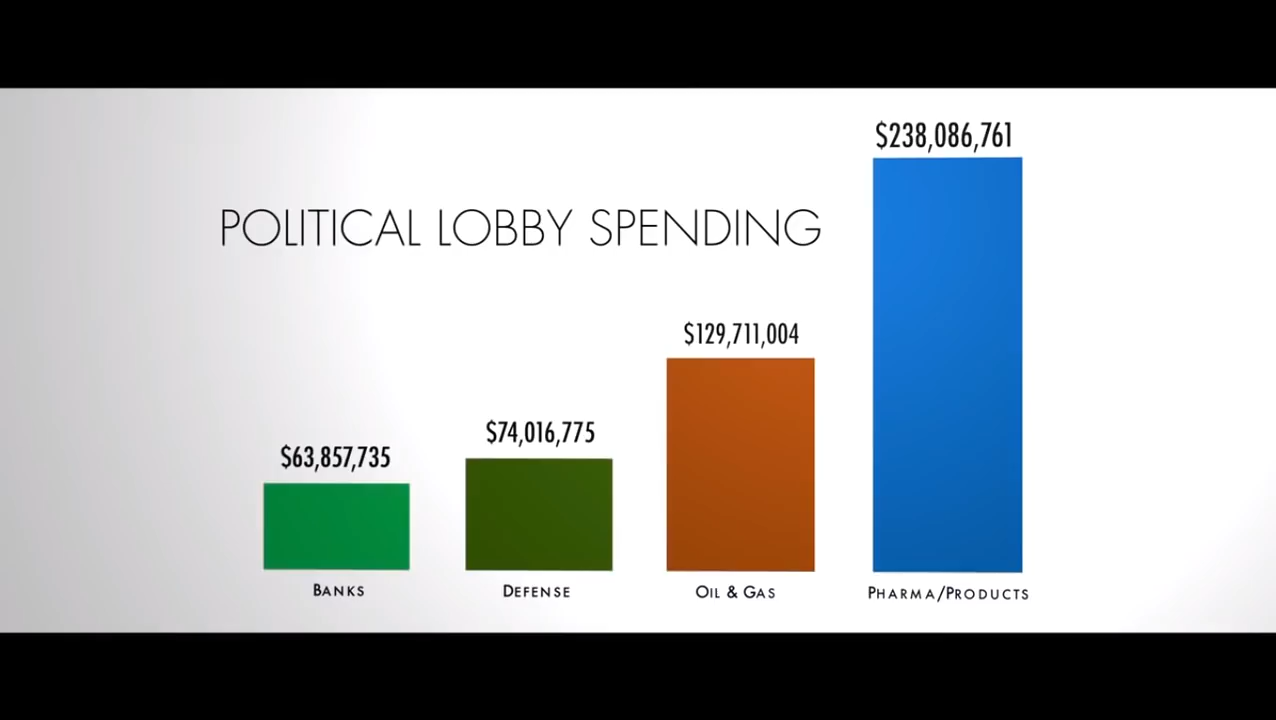 $238,086,761
POLITICAL LOBBY SPENDING
$129,711,004
$74,016,775
$63,857,735
BANKS
DEFENSE
OIL & GAS
PHARMA/PRODUCTS